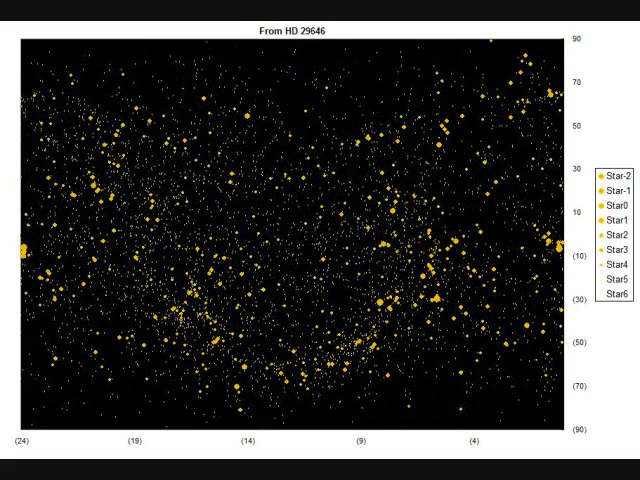 From HD 29646
90
70
50
30
10
(10)
(30)
(50)
(70)
(90)
Star-2
Star-1
Star0
Star1
Star2
Star3
Star4
Star5
Star6
(24) (19) (14) (9) (4)